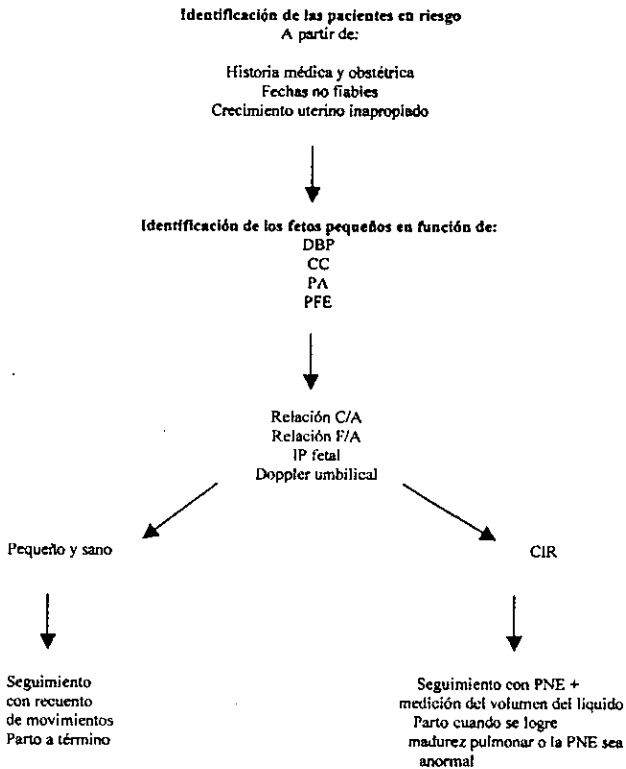 Identificación de las pacientes en riesgo
A partir de:
Historia médica y obstétrica
Fechas no fiables
Crecimiento uterino inapropiado
Identificación de los fetos pequeños en función de:
DBP
CC
PA
PFE
Relación C/A
Relación F/A
IP fetal
Doppler umbilical
Pequeño y sano
CIR
Seguimiento
con recuento
de movimientos
Parto a término
Seguimiento con PNE +
medición del volumen del líquido
Parto cuando se logre
madurez pulmonar o la PNE sea
anormal